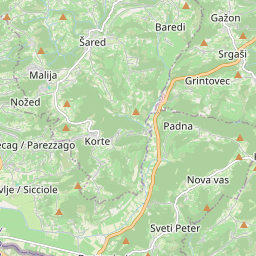 Gažon
Baredi
Šared
Srgaši
Malija
Grintovec
Nožed
Padna
Korte
ecag / Parezzago
Nova vas
vlje / Sicciole
Sveti Peter